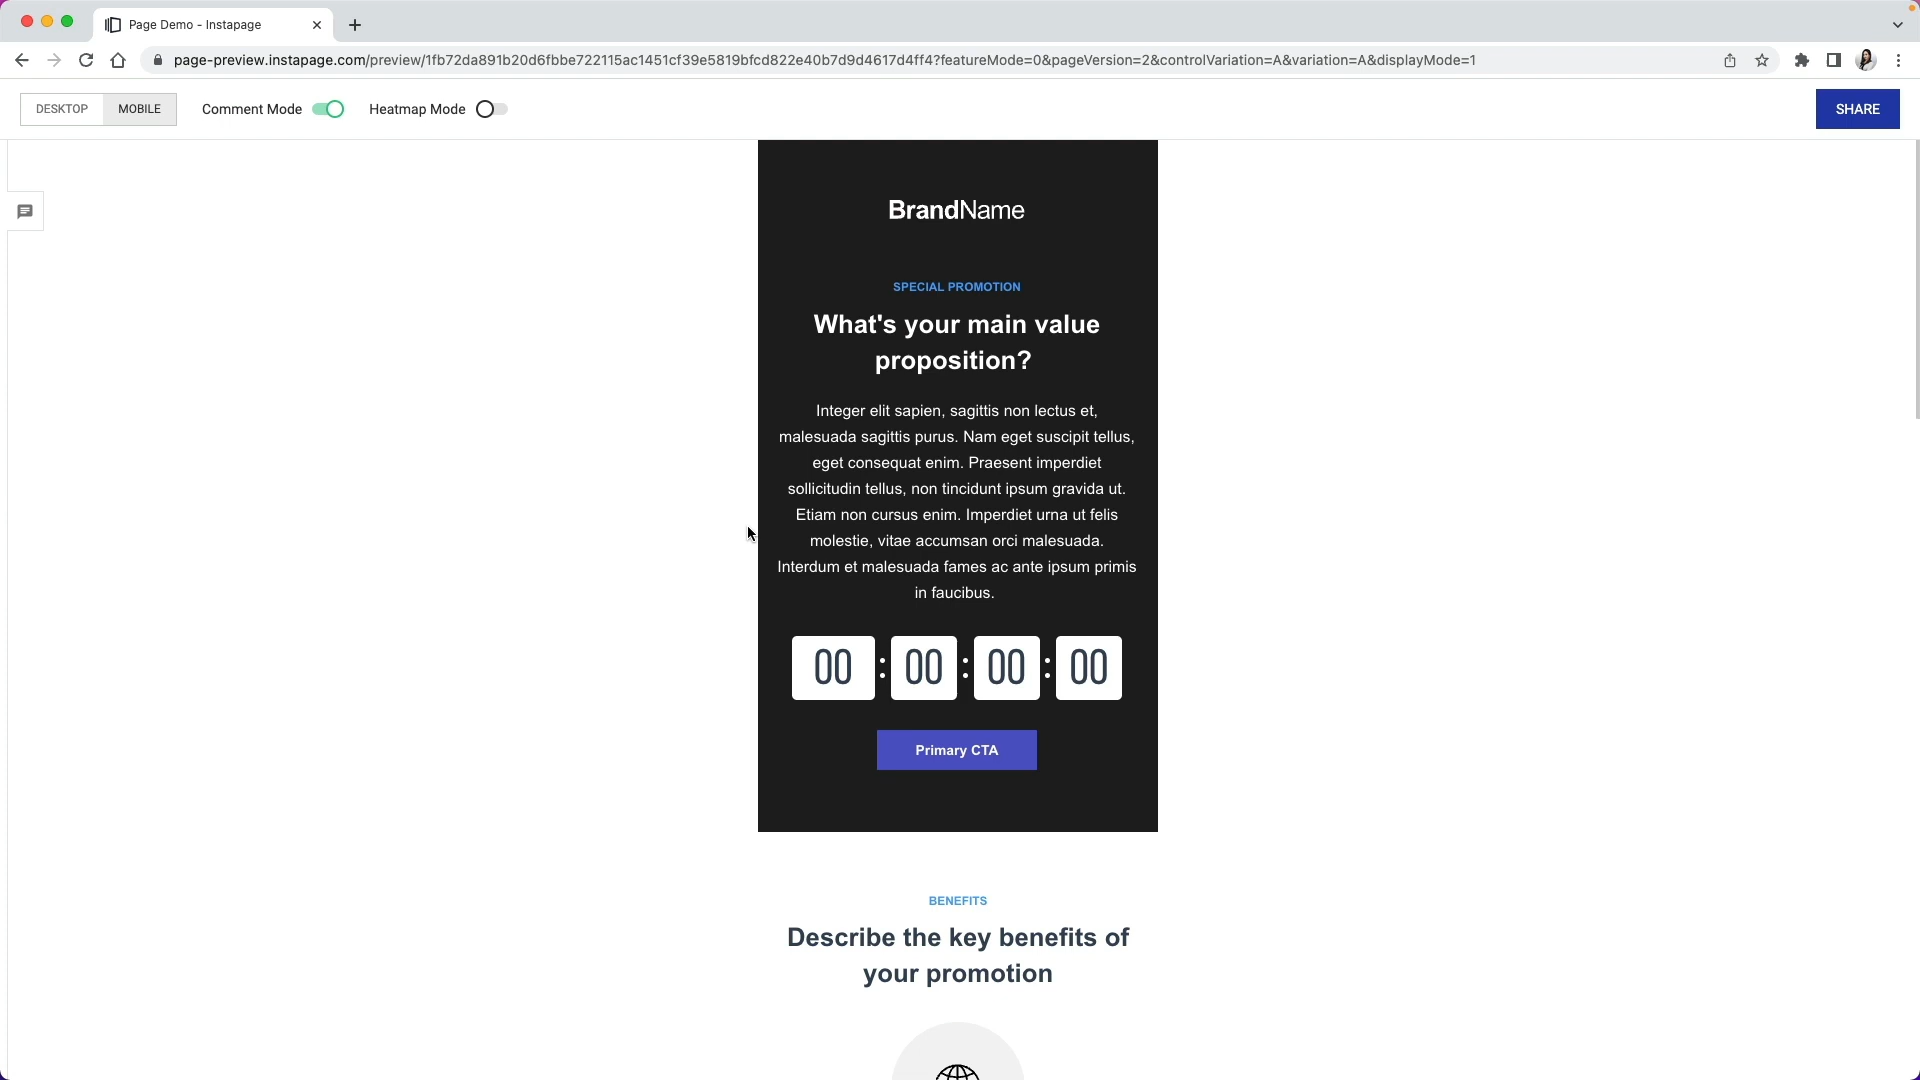 Page Demo - Instapage
page-preview.instapage.com/preview/1fb72da891b20d6fbbe722115ac1451cf39e5819bfcd822e40b7d9d4617d4ff4?featureMode=0&pageVersion=2&controlVariation=A&variation=A&displayMode=1
DESKTOP MOBILE Comment Mode Heatmap Mode SHARE
BrandName
SPECIAL PROMOTION
What's your main value
proposition?
Integer elit sapien, sagittis non lectus et,
malesuada sagittis purus. Nam eget suscipit tellus,
eget consequat enim. Praesent imperdiet
sollicitudin tellus, non tincidunt ipsum gravida ut.
Etiam non cursus enim. Imperdiet urna ut felis
molestie, vitae accumsan orci malesuada.
Interdum et malesuada fames ac ante ipsum primis
in faucibus.
00 : 00 : 00 : 00
Primary CTA
BENEFITS
Describe the key benefits of
your promotion